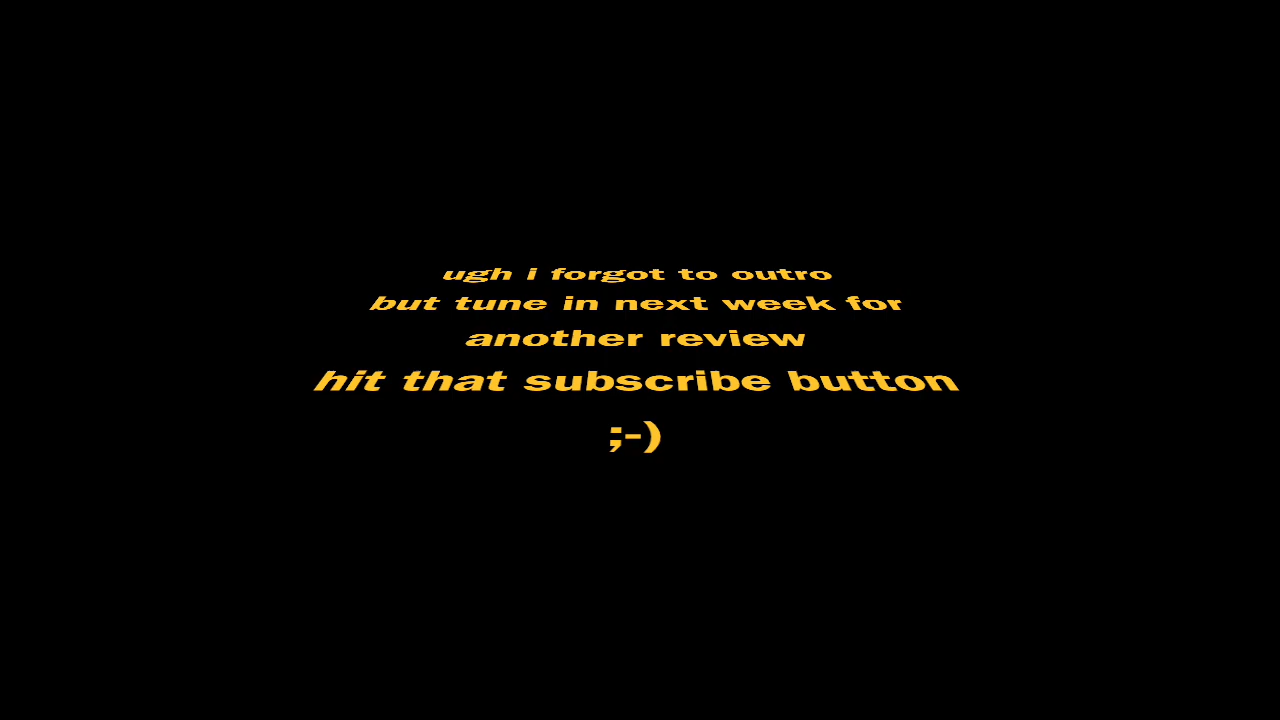 ugh i forgot to outro
but tune in next week for
another review
hit that subscribe button
;-)